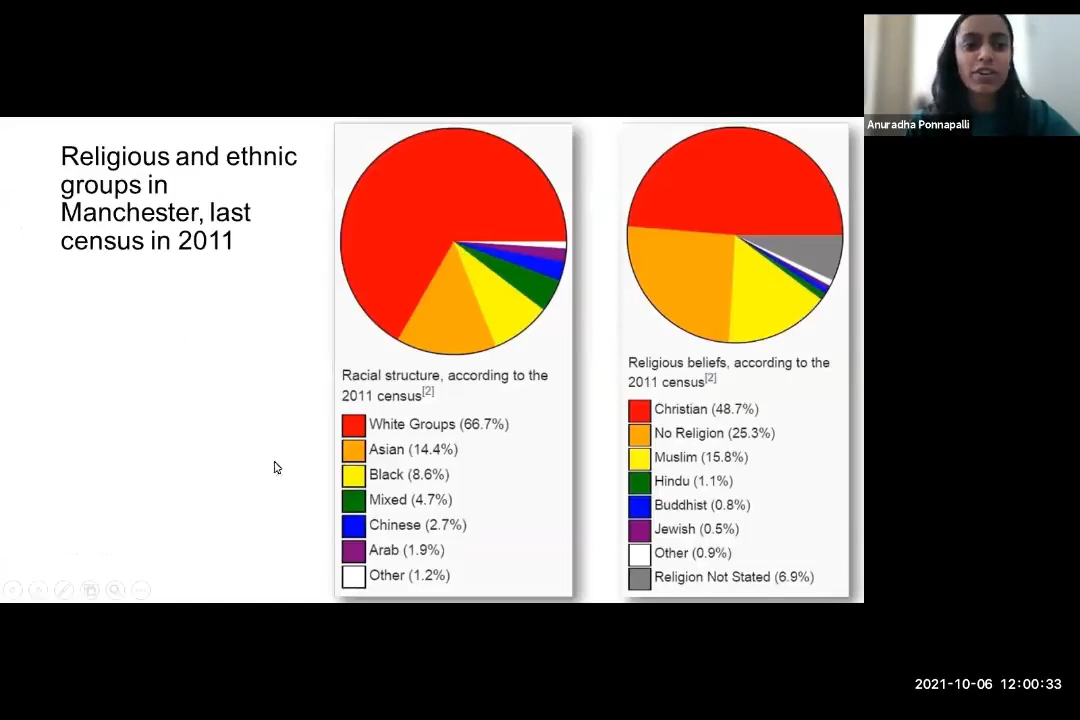 Anuradha Ponnapalli
Religious and ethnic
groups in
Manchester, last
census in 2011
Racial structure, according to the
2011 census[2]
White Groups (66.7%)
Asian (14.4%)
Black (8.6%)
Mixed (4.7%)
Chinese (2.7%)
Arab (1.9%)
Other (1.2%)
Religious beliefs, according to the
2011 census[2]
Christian (48.7%)
No Religion (25.3%)
Muslim (15.8%)
Hindu (1.1%)
Buddhist (0.8%)
Jewish (0.5%)
Other (0.9%)
Religion Not Stated (6.9%)
2021-10-06 12:00:33